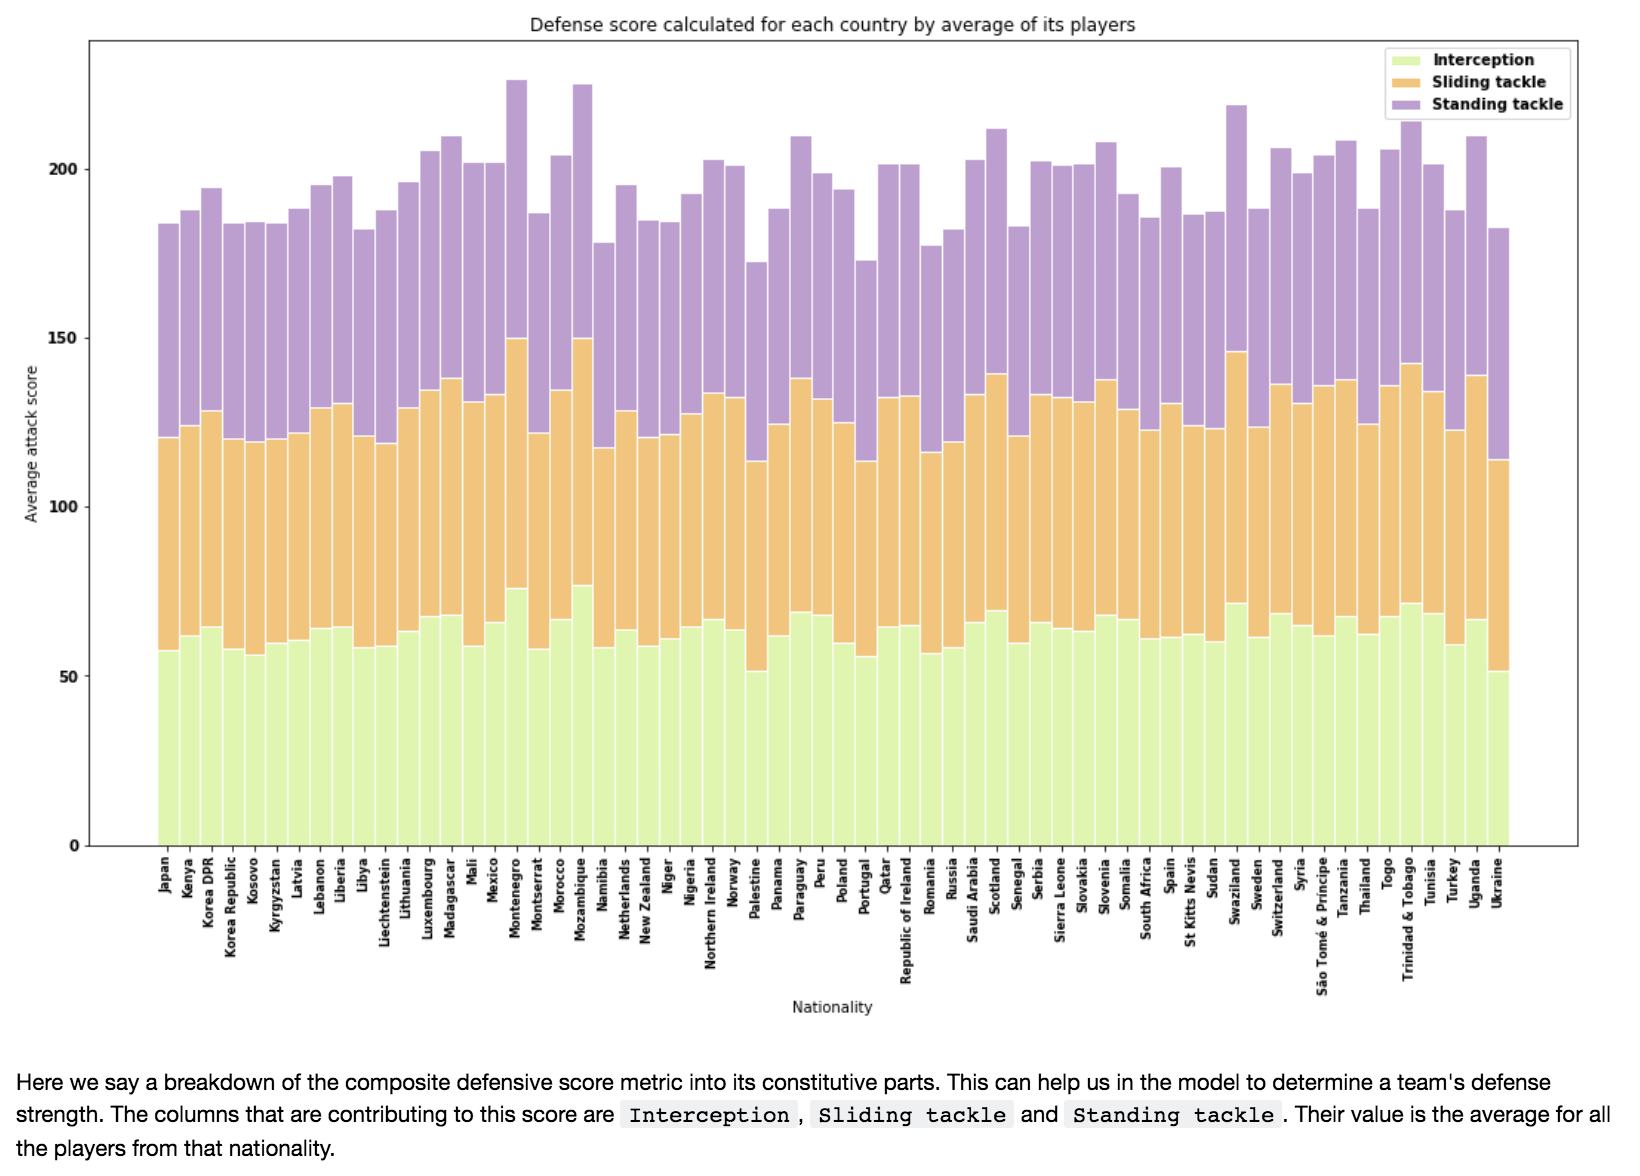 Defense score calculated for each country by average of its players
Interception
Sliding tackle
Standing tackle
200
150
100
50
0
Average attack score
Japan
Kenya
Korea DPR
Korea Republic
Kosovo
Kyrgyzstan
Latvia
Lebanon
Liberia
Libya
Liechtenstein
Lithuania
Luxembourg
Madagascar
Mali
Mexico
Montenegro
Montserrat
Morocco
Mozambique
Namibia
Netherlands
New Zealand
Niger
Nigeria
Northern Ireland
Norway
Palestine
Panama
Paraguay
Peru
Poland
Portugal
Qatar
Republic of Ireland
Romania
Russia
Saudi Arabia
Scotland
Senegal
Serbia
Sierra Leone
Slovakia
Slovenia
Somalia
South Africa
Spain
St Kitts Nevis
Sudan
Swaziland
Sweden
Switzerland
Syria
São Tomé & Príncipe
Tanzania
Thailand
Togo
Trinidad & Tobago
Tunisia
Turkey
Uganda
Ukraine
Nationality
Here we say a breakdown of the composite defensive score metric into its constitutive parts. This can help us in the model to determine a team's defense
strength. The columns that are contributing to this score are Interception , Sliding tackle and Standing tackle . Their value is the average for all
the players from that nationality.